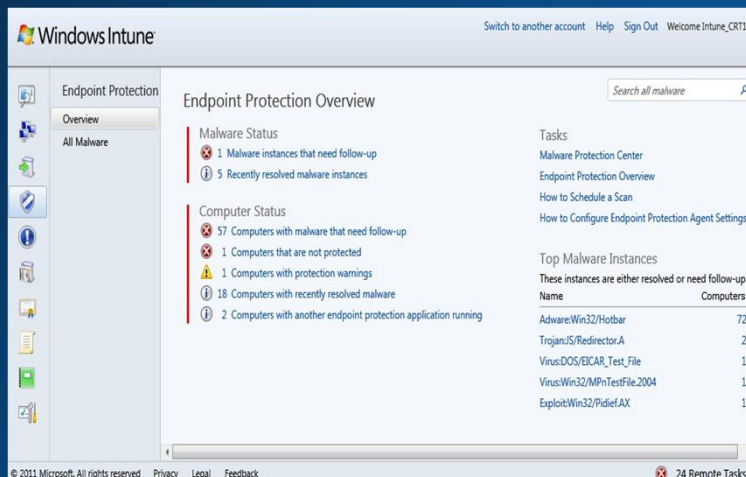 Windows Intune
Switch to another account Help Sign Out Welcome Intune_CRT1
Endpoint Protection
Overview
All Malware
Endpoint Protection Overview
Search all malware
Malware Status
1 Malware instances that need follow-up
5 Recently resolved malware instances
Computer Status
57 Computers with malware that need follow-up
1 Computers that are not protected
1 Computers with protection warnings
18 Computers with recently resolved malware
2 Computers with another endpoint protection application running
Tasks
Malware Protection Center
Endpoint Protection Overview
How to Schedule a Scan
How to Configure Endpoint Protection Agent Settings
Top Malware Instances
These instances are either resolved or need follow-up
Name Computers
Adware:Win32/Hotbar 72
Trojan:JS/Redirector.A 2
Virus:DOS/EICAR_Test_File 1
Virus:Win32/MPnTestFile.2004 1
Exploit:Win32/Pidief.AX 1
© 2011 Microsoft. All rights reserved Privacy Legal Feedback
24 Remote Tasks